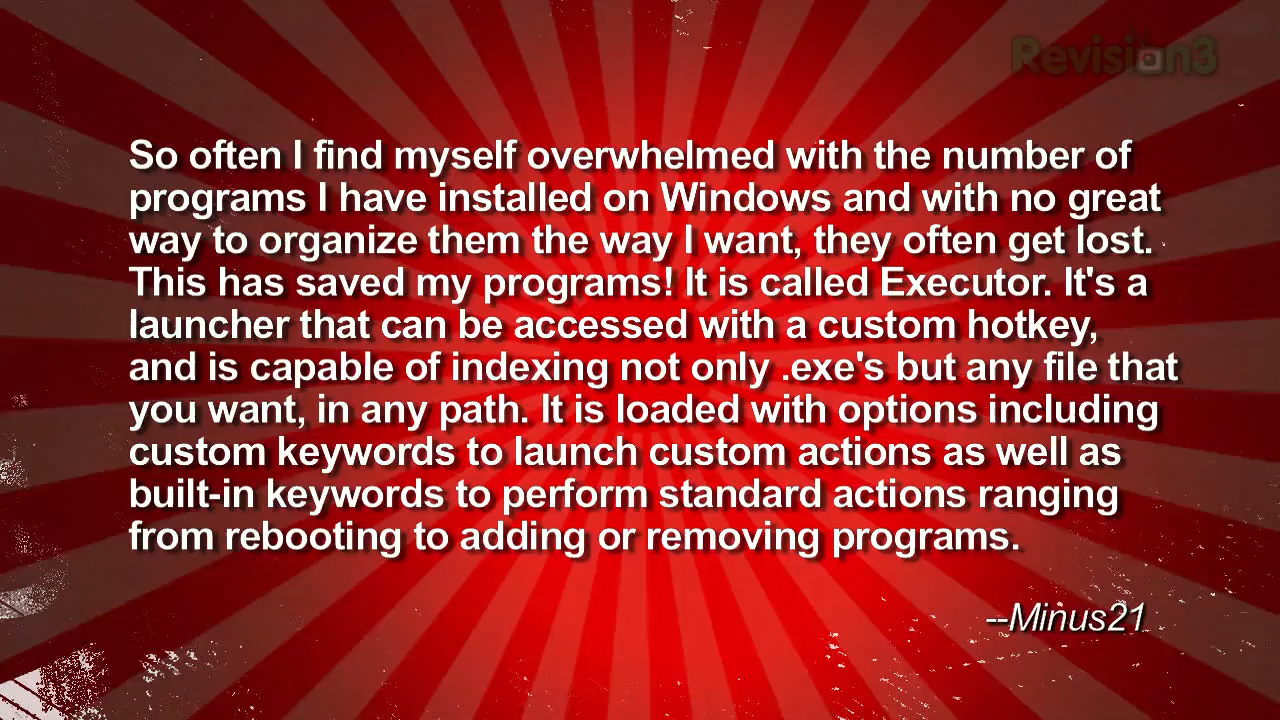 Revision3
So often I find myself overwhelmed with the number of
programs I have installed on Windows and with no great
way to organize them the way I want, they often get lost.
This has saved my programs! It is called Executor. It's a
launcher that can be accessed with a custom hotkey,
and is capable of indexing not only .exe's but any file that
you want, in any path. It is loaded with options including
custom keywords to launch custom actions as well as
built-in keywords to perform standard actions ranging
from rebooting to adding or removing programs.
--Minus21